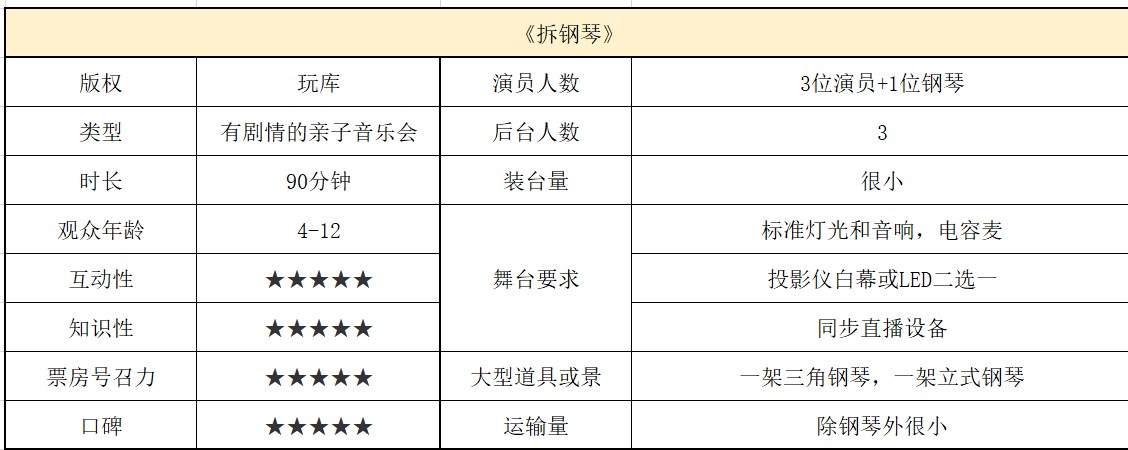 《拆钢琴》
版权 玩库 演员人数 3位演员+1位钢琴
类型 有剧情的亲子音乐会 后台人数 3
时长 90分钟 装台量 很小
观众年龄 4-12 标准灯光和音响，电容麦
互动性 ★★★★★ 舞台要求 投影仪白幕或LED二选一
知识性 ★★★★★ 同步直播设备
票房号召力 ★★★★★ 大型道具或景 一架三角钢琴，一架立式钢琴
口碑 ★★★★★ 运输量 除钢琴外很小